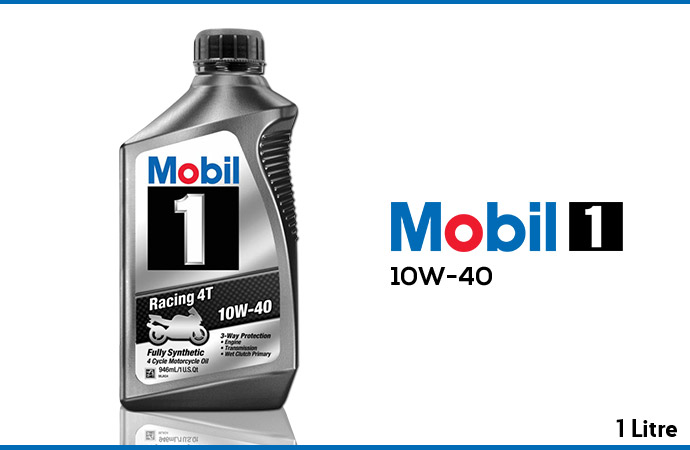 Mobil
1
Racing 4T
10W-40
3-Way Protection
• Engine
• Transmission
• Wet Clutch Primary
Fully Synthetic
4 Cycle Motorcycle Oil
946mL/1 U.S. Qt
Mobil 1
10W-40
1 Litre